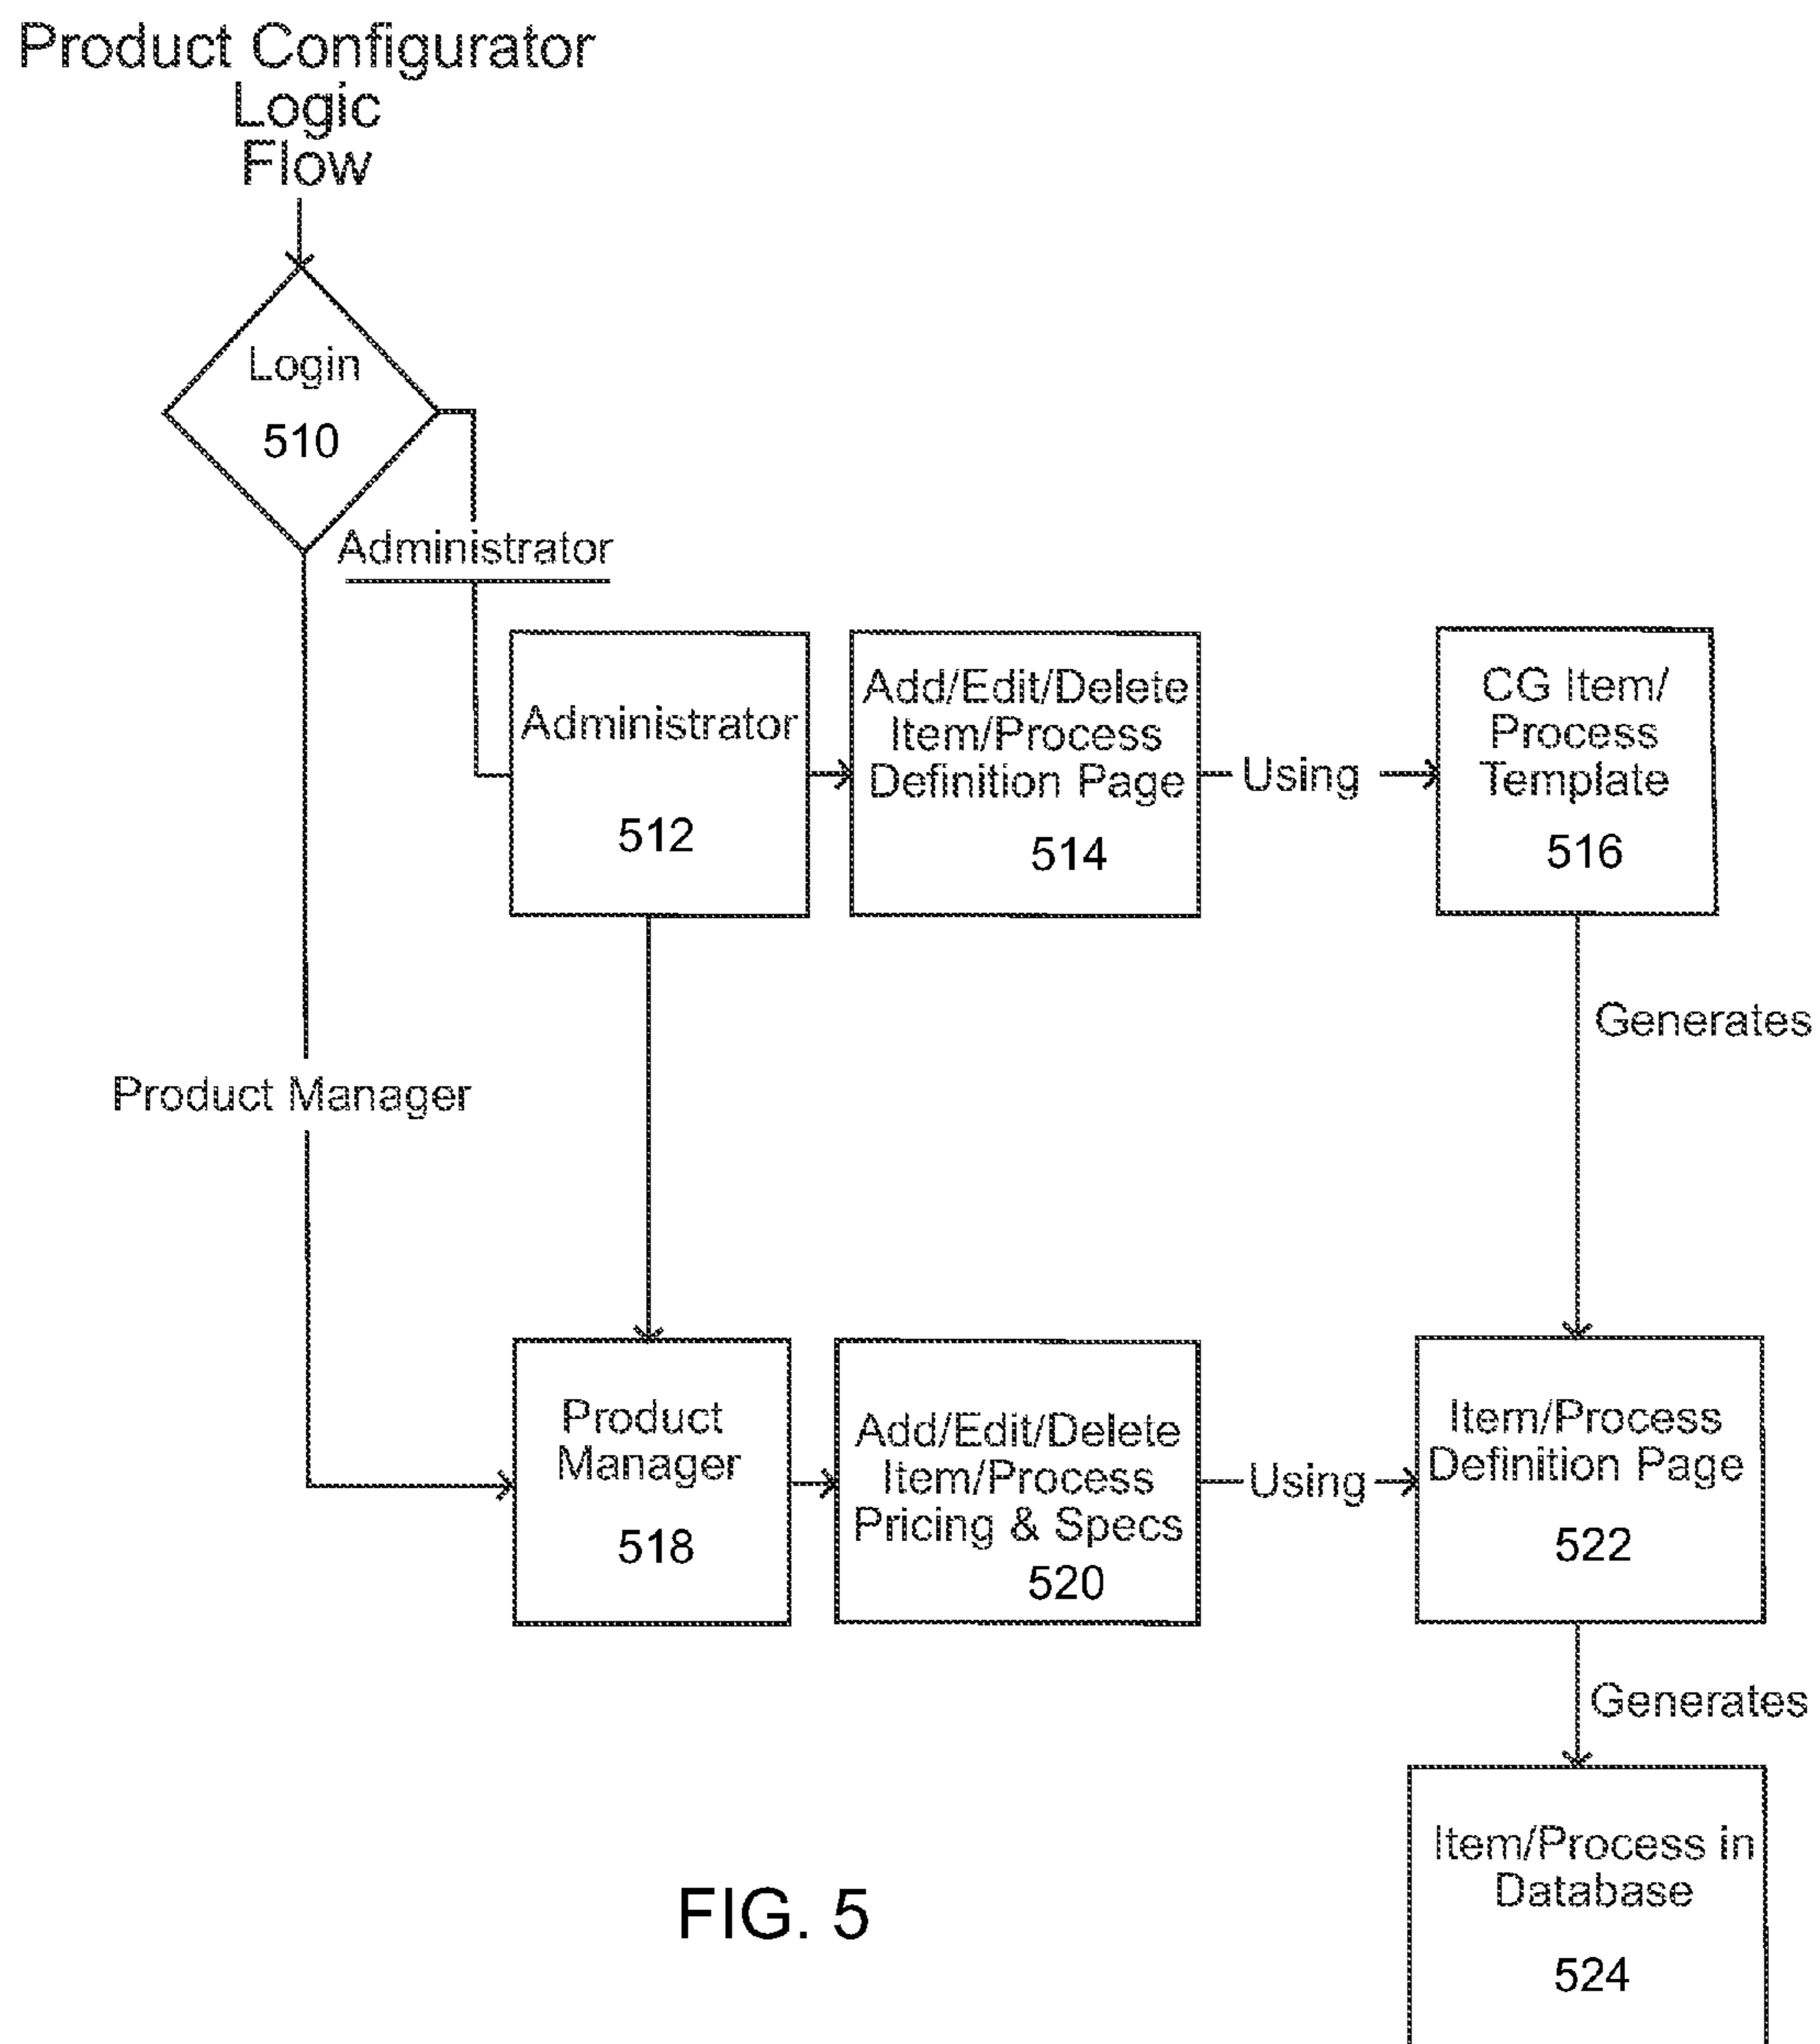 Product Configurator
Logic
Flow
Login
510
Administrator
Administrator
512
Add/Edit/Delete
Item/Process
Definition Page
514
Using
CG Item/
Process
Template
516
Generates
Product Manager
Product
Manager
518
Add/Edit/Delete
Item/Process
Pricing & Specs
520
Using
Item/Process
Definition Page
522
Generates
Item/Process in
Database
524
FIG. 5